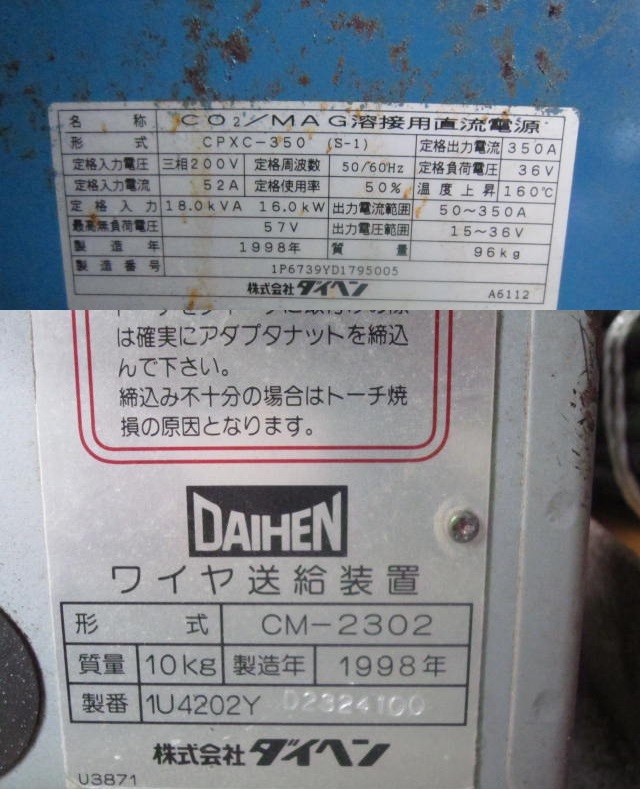 名称 CO₂/MAG溶接用直流電源
形式 CPXC-350 (S-1) 定格出力電流 350A
定格入力電圧 三相200V 定格周波数 50/60Hz 定格負荷電圧 36V
定格入力電流 52A 定格使用率 50% 温度上昇 160℃
定格入力 18.0kVA 16.0kW 出力電流範囲 50~350A
最高無負荷電圧 57V 出力電圧範囲 15~36V
製造年 1998年 質量 96kg
製造番号 1P6739YD1795005
株式会社ダイヘン A6112
は確実にアダプタナットを締込
んで下さい。
締込み不十分の場合はトーチ焼
損の原因となります。
DAIHEN
ワイヤ送給装置
形式 CM-2302
質量 10kg 製造年 1998年
製番 1U4202Y D2324100
株式会社ダイヘン
U3871